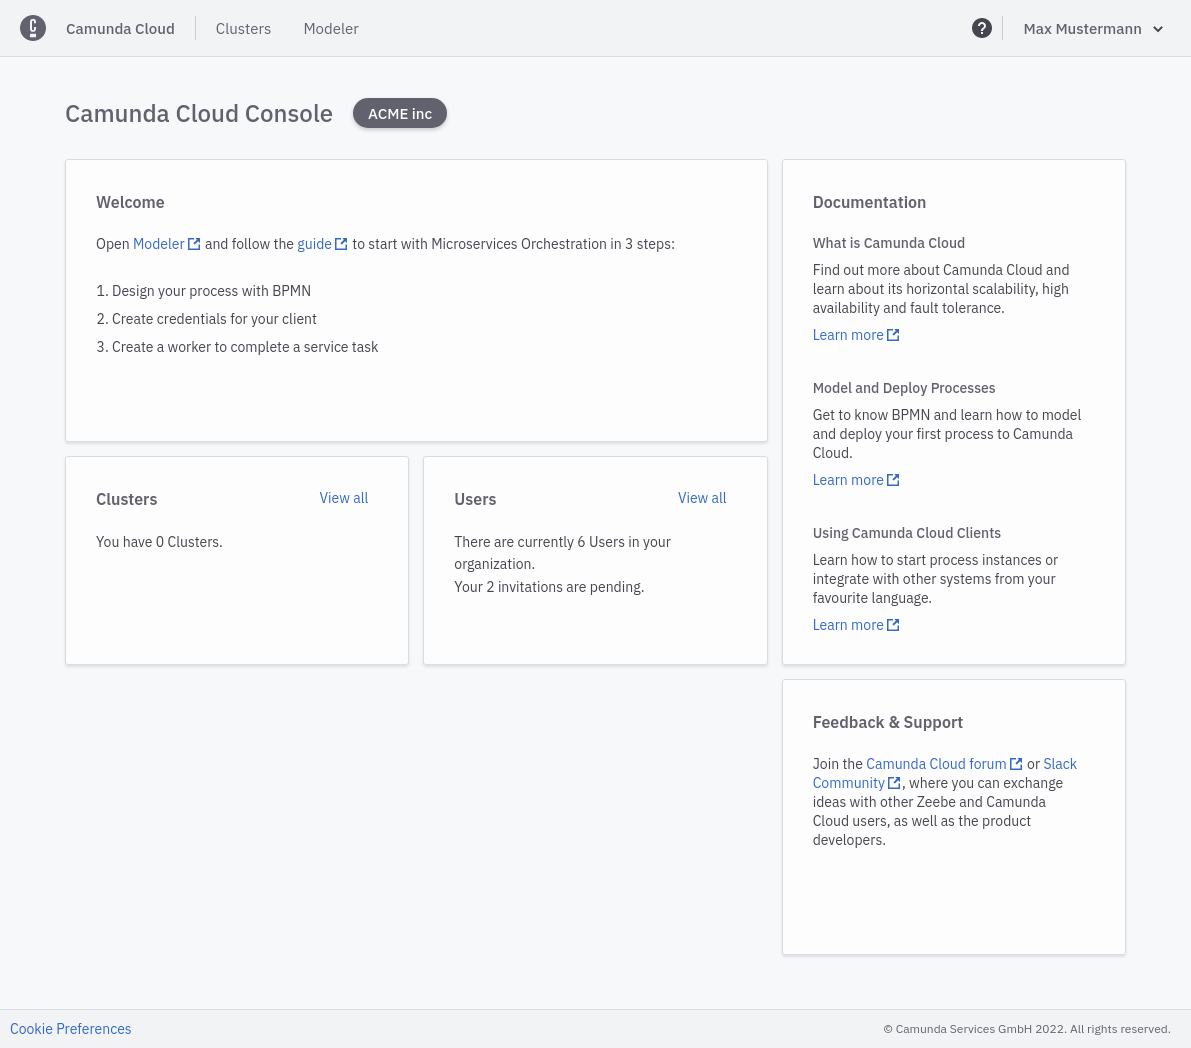 Camunda Cloud
Clusters
Modeler
Max Mustermann
Camunda Cloud Console
ACME inc
Welcome
Open Modeler and follow the guide to start with Microservices Orchestration in 3 steps:
1. Design your process with BPMN
2. Create credentials for your client
3. Create a worker to complete a service task
Clusters
View all
You have 0 Clusters.
Users
View all
There are currently 6 Users in your
organization.
Your 2 invitations are pending.
Documentation
What is Camunda Cloud
Find out more about Camunda Cloud and
learn about its horizontal scalability, high
availability and fault tolerance.
Learn more
Model and Deploy Processes
Get to know BPMN and learn how to model
and deploy your first process to Camunda
Cloud.
Learn more
Using Camunda Cloud Clients
Learn how to start process instances or
integrate with other systems from your
favourite language.
Learn more
Feedback & Support
Join the Camunda Cloud forum or Slack
Community, where you can exchange
ideas with other Zeebe and Camunda
Cloud users, as well as the product
developers.
Cookie Preferences
© Camunda Services GmbH 2022. All rights reserved.